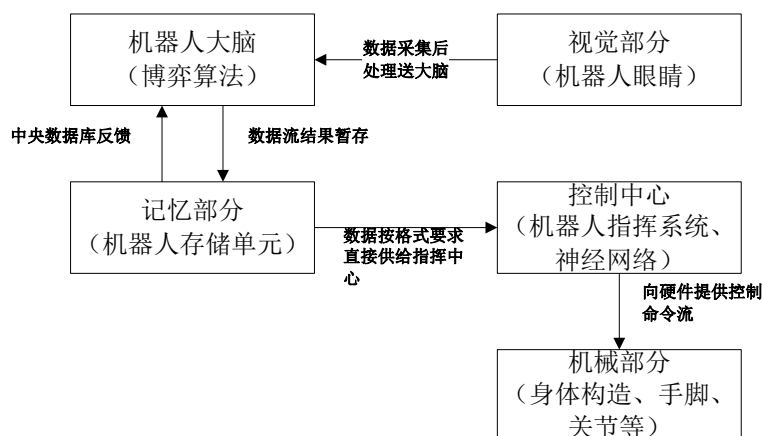 机器人大脑
（博弈算法）
数据采集后
处理送大脑
视觉部分
（机器人眼睛）
中央数据库反馈
数据流结果暂存
记忆部分
（机器人存储单元）
数据按格式要求
直接供给指挥中
心
控制中心
（机器人指挥系统、
神经网络）
向硬件提供控制
命令流
机械部分
（身体构造、手脚、
关节等）